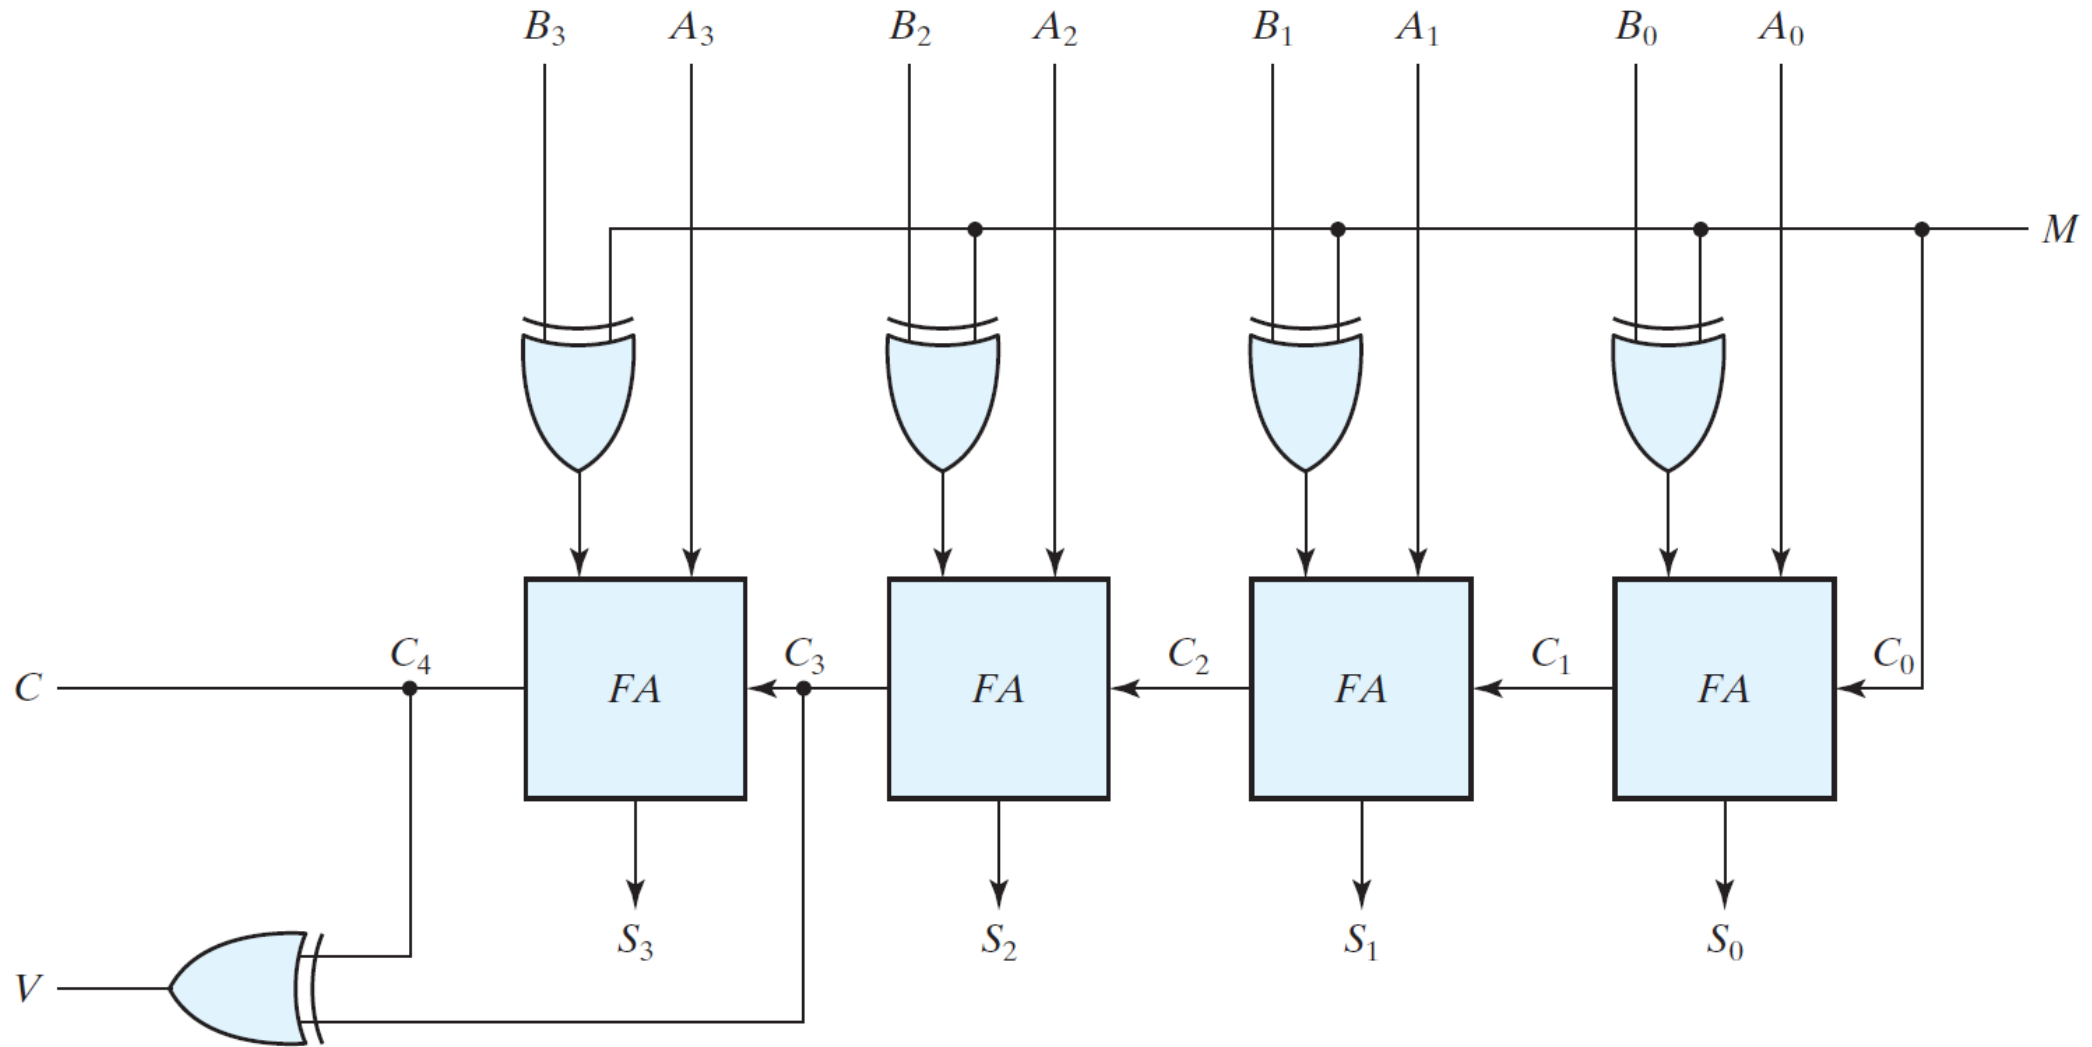 B₃ A₃ B₂ A₂ B₁ A₁ B₀ A₀
M
C₄ C₃ C₂ C₁ C₀
C FA FA FA FA
S₃ S₂ S₁ S₀
V